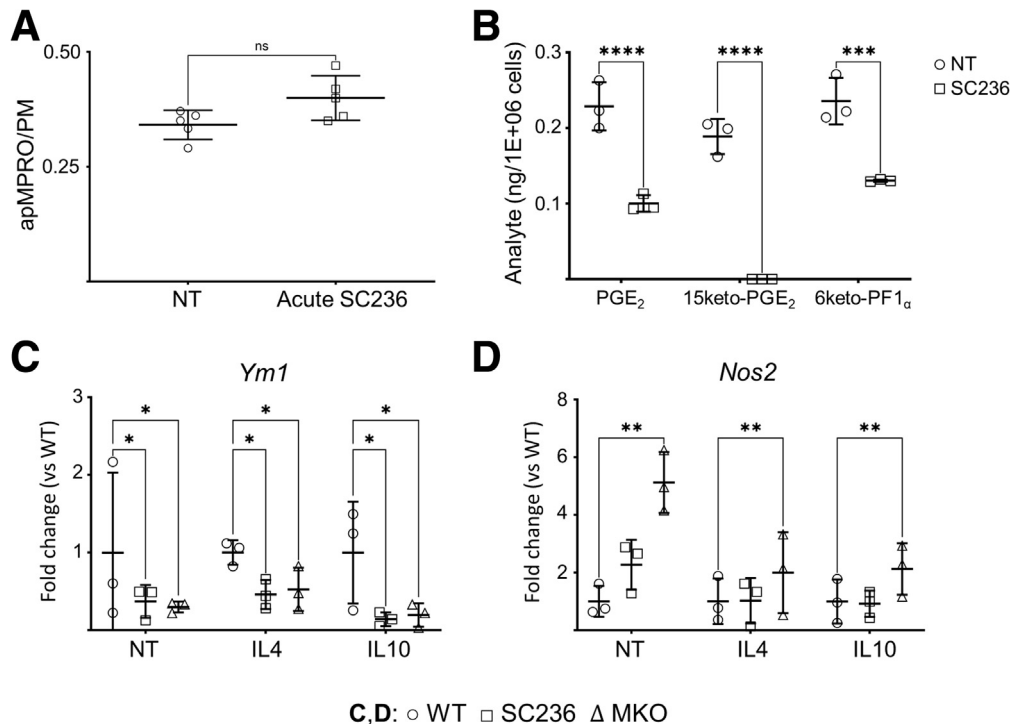 A
0.50
0.25
apMPRO/PM
ns
NT
Acute SC236
B
0.3
0.2
0.1
Analyte (ng/1E+06 cells)
****
****
***
○ NT
□ SC236
PGE₂
15keto-PGE₂
6keto-PF1α
C
Ym1
3
2
1
Fold change (vs WT)
*
*
*
*
*
*
NT
IL4
IL10
D
Nos2
8
6
4
2
Fold change (vs WT)
**
**
**
NT
IL4
IL10
C,D: ○ WT □ SC236 Δ MKO